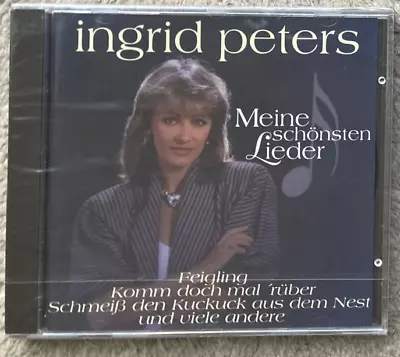 ingrid peters
Meine
schönsten
Lieder
Feigling
Komm doch mal ´rüber
Schmeiß den Kuckuck aus dem Nest
und viele andere